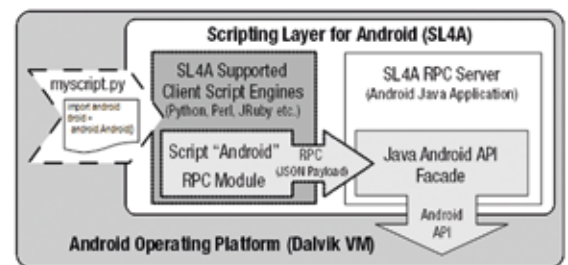 Scripting Layer for Android (SL4A)
myscript.py
import android
droid =
android.Android()
SL4A Supported
Client Script Engines
(Python, Perl, JRuby etc.)
Script “Android”
RPC Module
RPC
(JSON Payload)
SL4A RPC Server
(Android Java Application)
Java Android API
Facade
Android
API
Android Operating Platform (Dalvik VM)